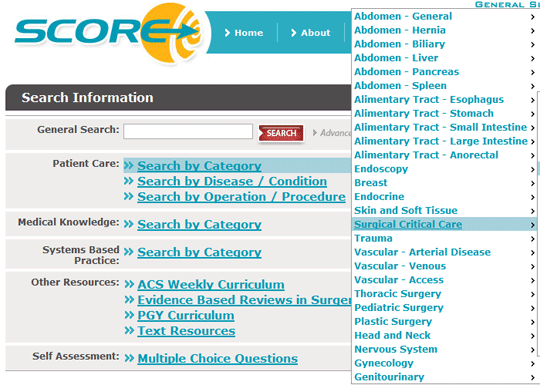 SCORE
Home
About
GENERAL
Search Information
General Search:
SEARCH
Patient Care:
Search by Category
Search by Disease / Condition
Search by Operation / Procedure
Medical Knowledge:
Search by Category
Systems Based
Practice:
Search by Category
Other Resources:
ACS Weekly Curriculum
Evidence Based Reviews in
PGY Curriculum
Text Resources
Self Assessment:
Multiple Choice Questions
Abdomen - General
Abdomen - Hernia
Abdomen - Biliary
Abdomen - Liver
Abdomen - Pancreas
Abdomen - Spleen
Alimentary Tract - Esophagus
Alimentary Tract - Stomach
Alimentary Tract - Small Intestine
Alimentary Tract - Large Intestine
Alimentary Tract - Anorectal
Endoscopy
Breast
Endocrine
Skin and Soft Tissue
Surgical Critical Care
Trauma
Vascular - Arterial Disease
Vascular - Venous
Vascular - Access
Thoracic Surgery
Pediatric Surgery
Plastic Surgery
Head and Neck
Nervous System
Gynecology
Genitourinary